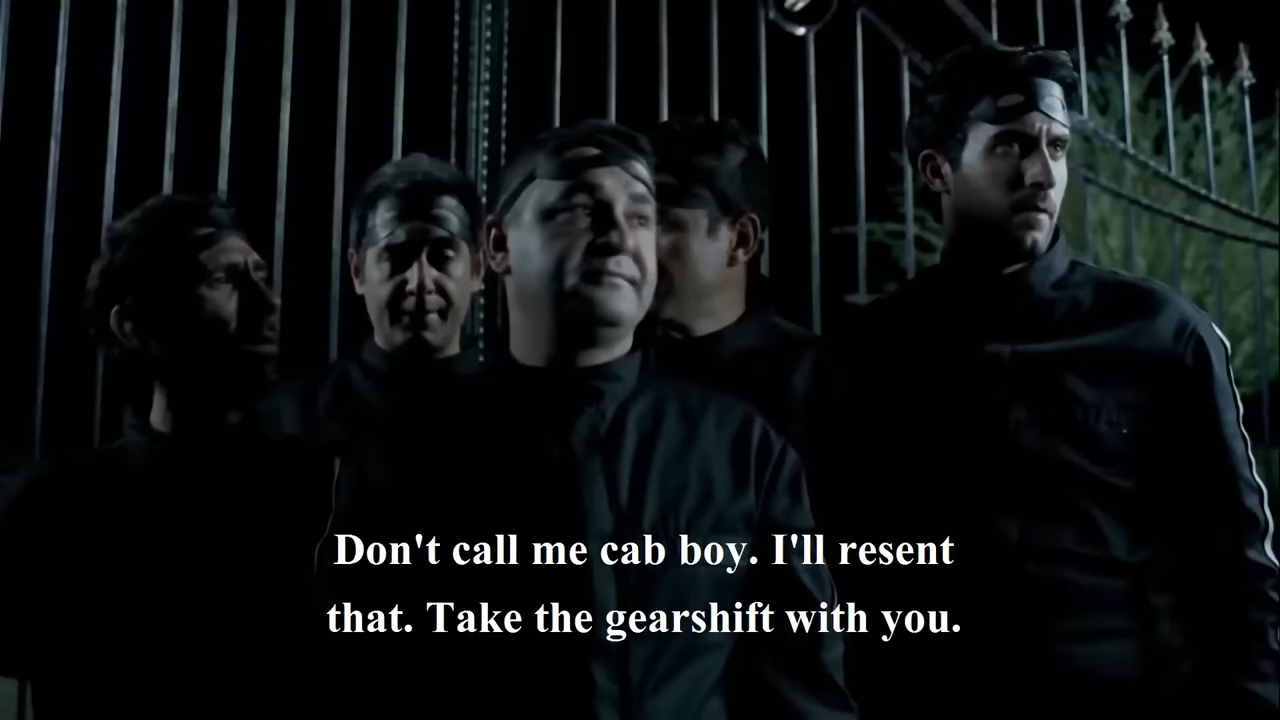 Don't call me cab boy. I'll resent
that. Take the gearshift with you.